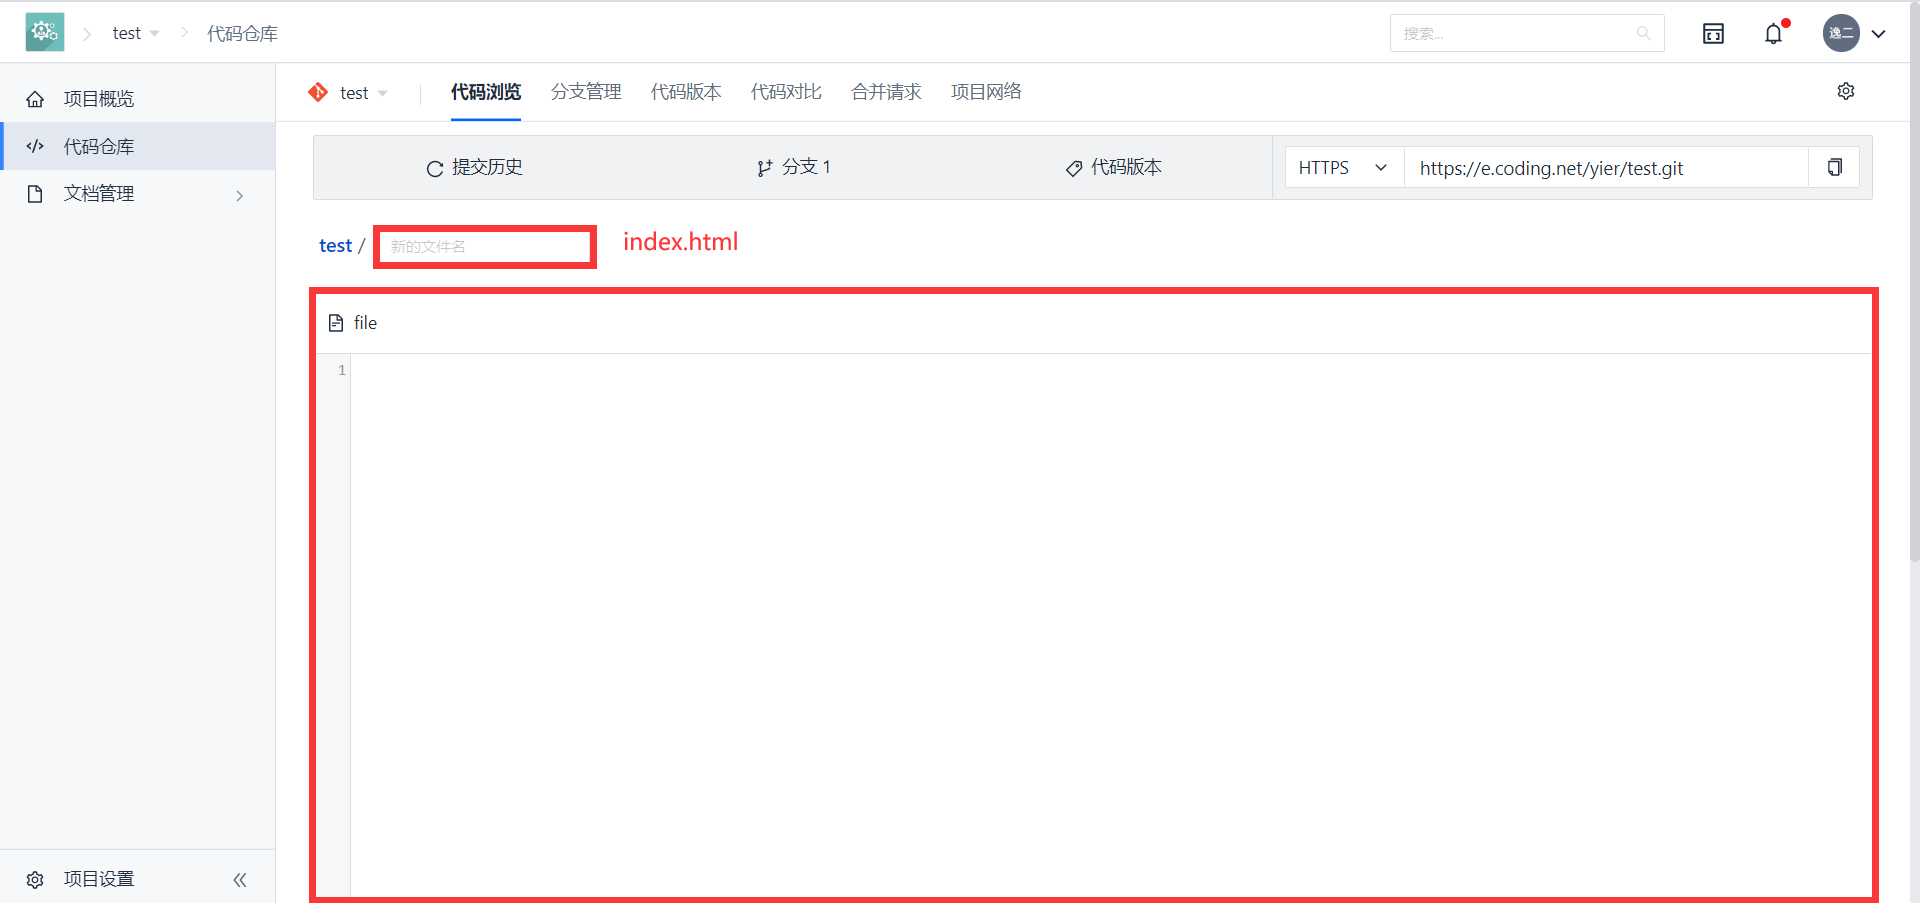 test
代码仓库
搜索...
逸二
项目概览
代码仓库
文档管理
项目设置
test
代码浏览
分支管理
代码版本
代码对比
合并请求
项目网络
提交历史
分支 1
代码版本
HTTPS
https://e.coding.net/yier/test.git
test / 新的文件名
index.html
file
1